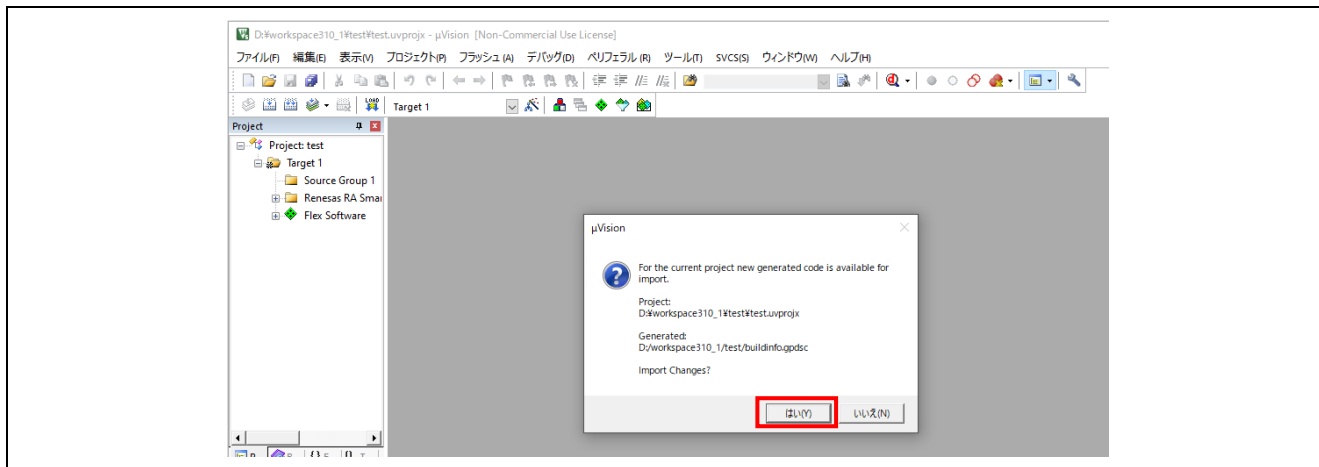 D:¥workspace310_1¥test¥test.uvprojx - µVision [Non-Commercial Use License]
ファイル(F) 編集(E) 表示(V) プロジェクト(P) フラッシュ(A) デバッグ(D) ペリフェラル(R) ツール(T) SVCS(S) ウィンドウ(W) ヘルプ(H)
LOAD Target 1
Project
Project: test
Target 1
Source Group 1
Renesas RA Smar
Flex Software
µVision
For the current project new generated code is available for
import.
Project:
D:¥workspace310_1¥test¥test.uvprojx
Generated:
D:/workspace310_1/test/buildinfo.gpdsc
Import Changes?
はい(Y) いいえ(N)